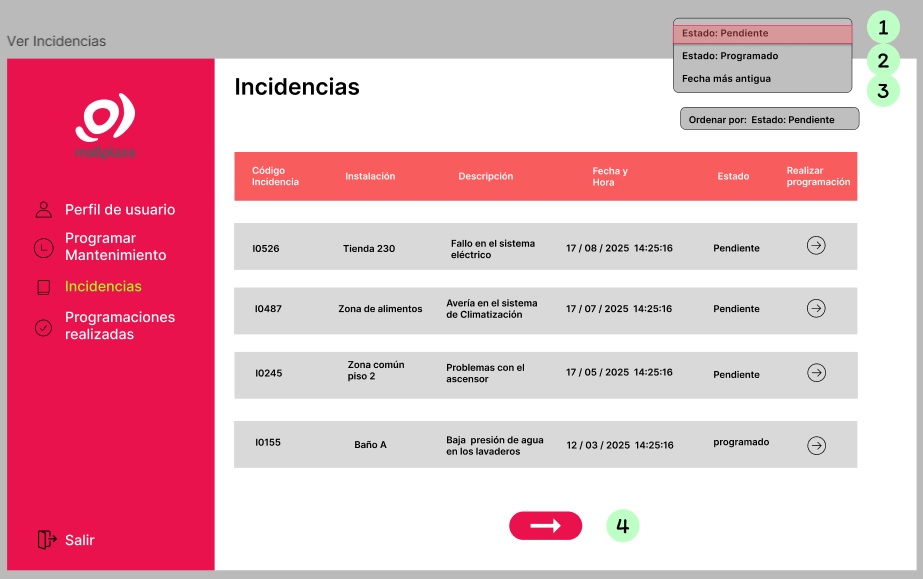 Ver Incidencias
Estado: Pendiente
Estado: Programado
Fecha más antigua
1
2
3
Ordenar por: Estado: Pendiente
mallplaza
Perfil de usuario
Programar
Mantenimiento
Incidencias
Programaciones
realizadas
Salir
Incidencias
Código
Incidencia
Instalación
Descripción
Fecha y
Hora
Estado
Realizar
programación
I0526
Tienda 230
Fallo en el sistema
eléctrico
17 / 08 / 2025 14:25:16
Pendiente
I0487
Zona de alimentos
Avería en el sistema
de Climatización
17 / 07 / 2025 14:25:16
Pendiente
I0245
Zona común
piso 2
Problemas con el
ascensor
17 / 05 / 2025 14:25:16
Pendiente
I0155
Baño A
Baja presión de agua
en los lavaderos
12 / 03 / 2025 14:25:16
programado
4